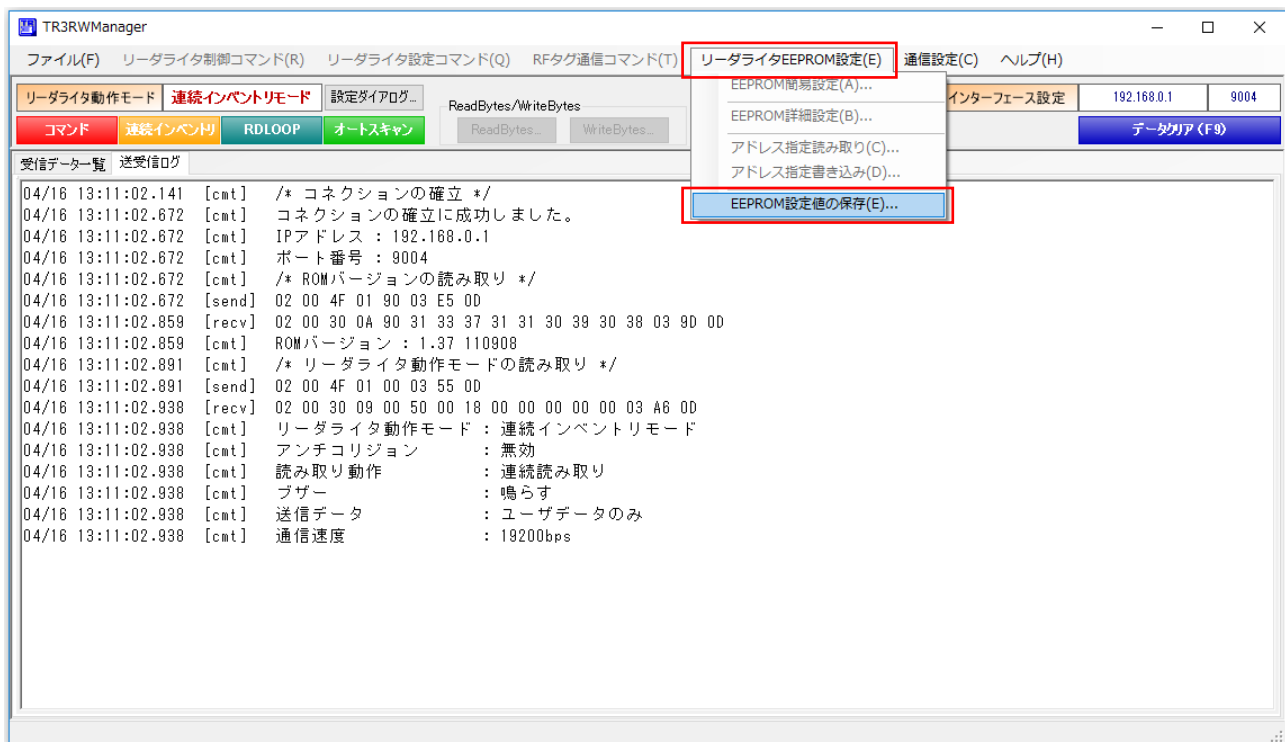 TR3RWManager
ファイル(F) リーダライタ制御コマンド(R) リーダライタ設定コマンド(Q) RFタグ通信コマンド(T) リーダライタEEPROM設定(E) 通信設定(C) ヘルプ(H)
リーダライタ動作モード 連続インベントリモード 設定ダイアログ... ReadBytes/WriteBytes EEPROM簡易設定(A)... インターフェース設定 192.168.0.1 9004
コマンド 連続インベントリ RDLOOP オートスキャン ReadBytes... WriteBytes... EEPROM詳細設定(B)... データクリア(F9)
アドレス指定読み取り(C)...
アドレス指定書き込み(D)...
EEPROM設定値の保存(E)...
受信データ一覧 送受信ログ
04/16 13:11:02.141 [cmt] /* コネクションの確立 */
04/16 13:11:02.672 [cmt] コネクションの確立に成功しました。
04/16 13:11:02.672 [cmt] IPアドレス : 192.168.0.1
04/16 13:11:02.672 [cmt] ポート番号 : 9004
04/16 13:11:02.672 [cmt] /* ROMバージョンの読み取り */
04/16 13:11:02.672 [send] 02 00 4F 01 90 03 E5 0D
04/16 13:11:02.859 [recv] 02 00 30 0A 90 31 33 37 31 31 30 39 30 38 03 9D 0D
04/16 13:11:02.859 [cmt] ROMバージョン : 1.37 110908
04/16 13:11:02.891 [cmt] /* リーダライタ動作モードの読み取り */
04/16 13:11:02.891 [send] 02 00 4F 01 00 03 55 0D
04/16 13:11:02.938 [recv] 02 00 30 09 00 50 00 18 00 00 00 00 00 03 A6 0D
04/16 13:11:02.938 [cmt] リーダライタ動作モード : 連続インベントリモード
04/16 13:11:02.938 [cmt] アンチコリジョン : 無効
04/16 13:11:02.938 [cmt] 読み取り動作 : 連続読み取り
04/16 13:11:02.938 [cmt] ブザー : 鳴らす
04/16 13:11:02.938 [cmt] 送信データ : ユーザデータのみ
04/16 13:11:02.938 [cmt] 通信速度 : 19200bps